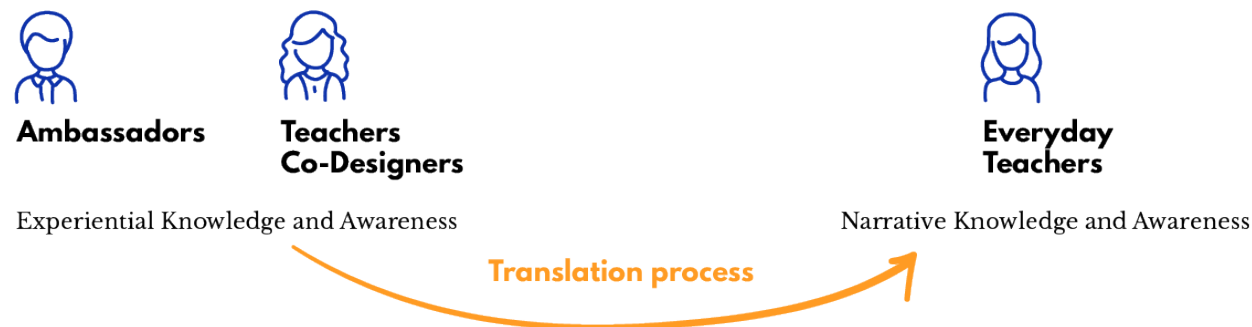 Ambassadors
Teachers
Co-Designers
Everyday
Teachers
Experiential Knowledge and Awareness
Narrative Knowledge and Awareness
Translation process